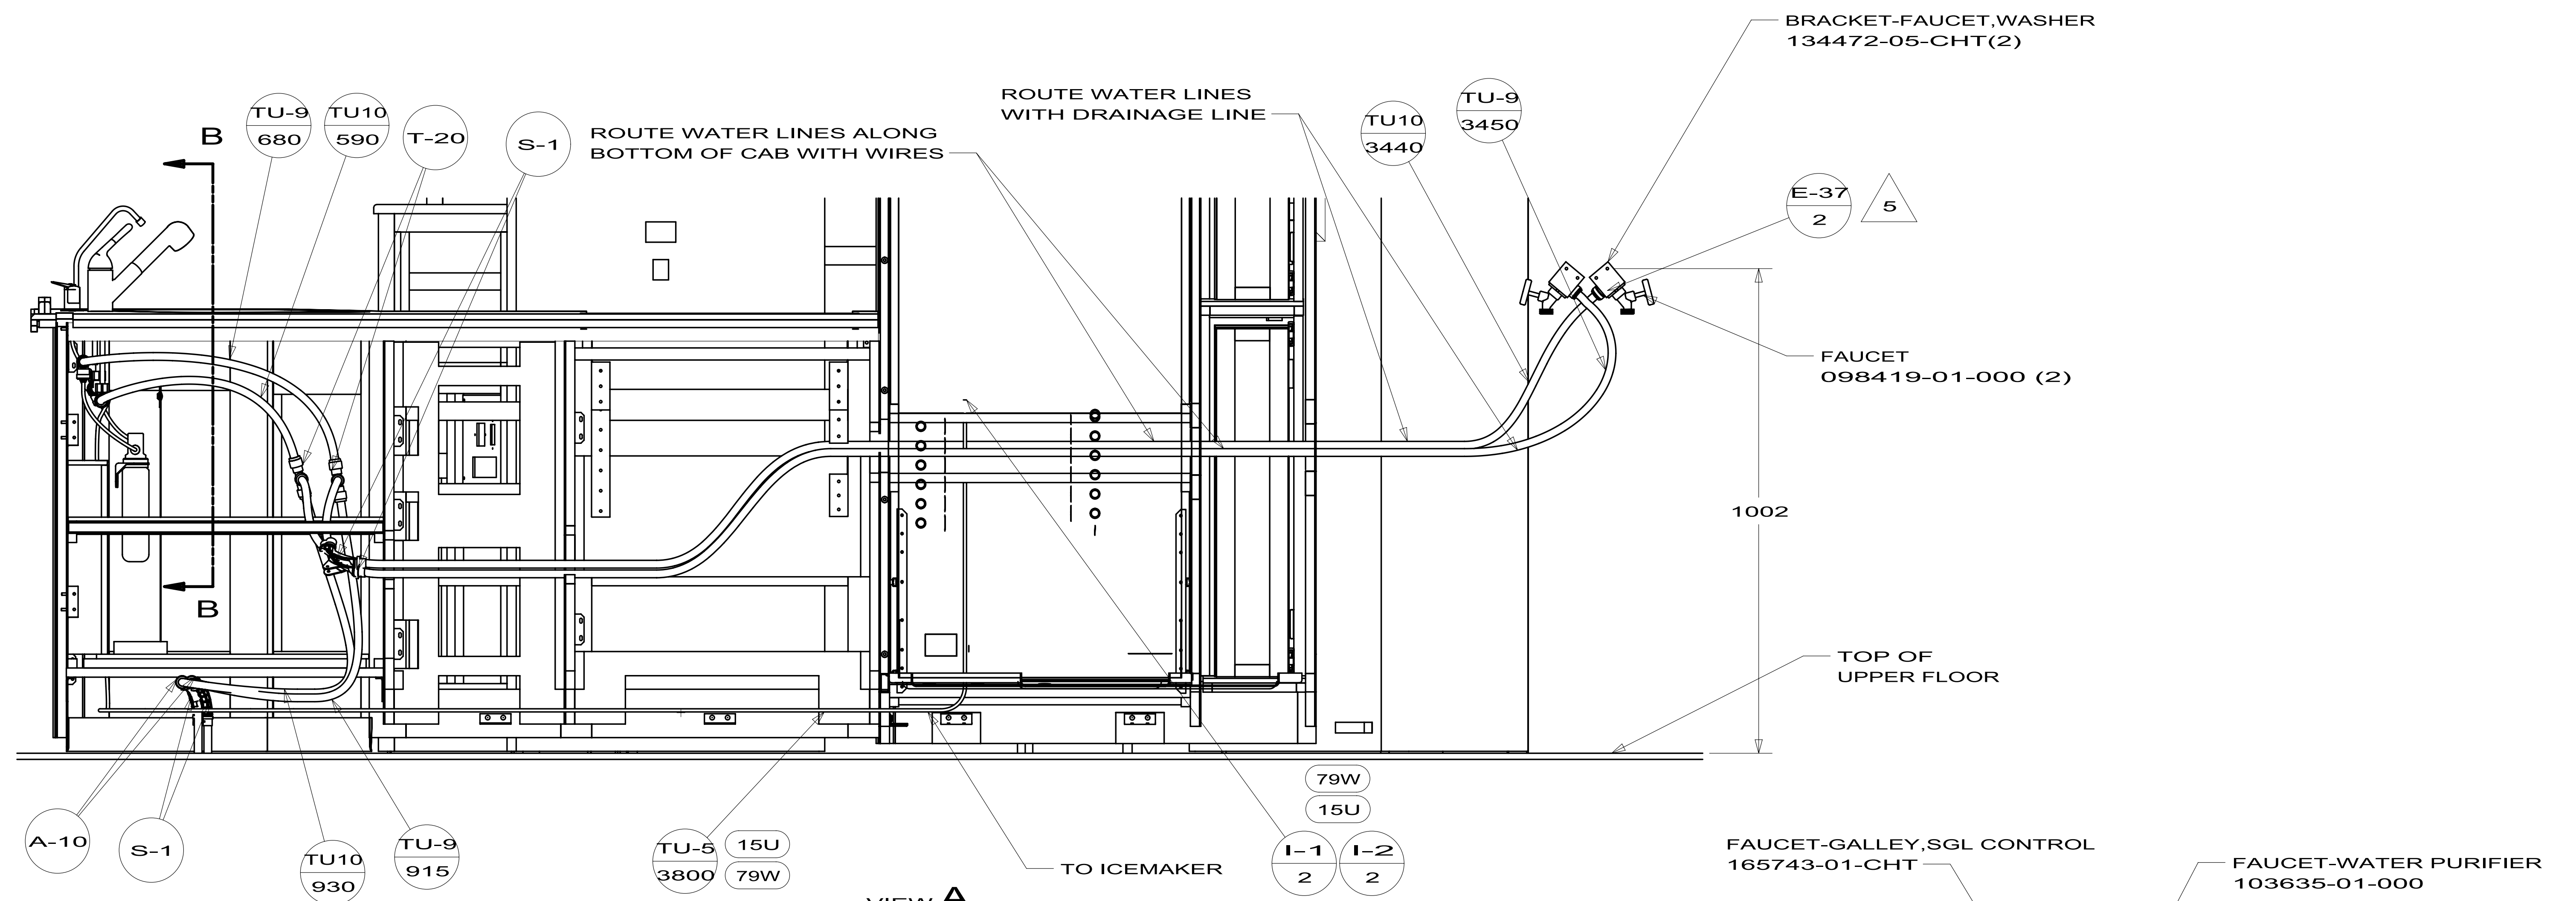 BRACKET-FAUCET,WASHER
134472-05-CHT(2)
ROUTE WATER LINES
WITH DRAINAGE LINE
TU-9
680
TU10
590
T-20
S-1
B
ROUTE WATER LINES ALONG
BOTTOM OF CAB WITH WIRES
TU10
3440
TU-9
3450
E-37
2
5
FAUCET
098419-01-000 (2)
1002
B
TOP OF
UPPER FLOOR
79W
15U
A-10
S-1
TU10
930
TU-9
915
TU-5
3800
15U
79W
TO ICEMAKER
I-1
2
I-2
2
VIEW A
FAUCET-GALLEY,SGL CONTROL
165743-01-CHT
FAUCET-WATER PURIFIER
103635-01-000